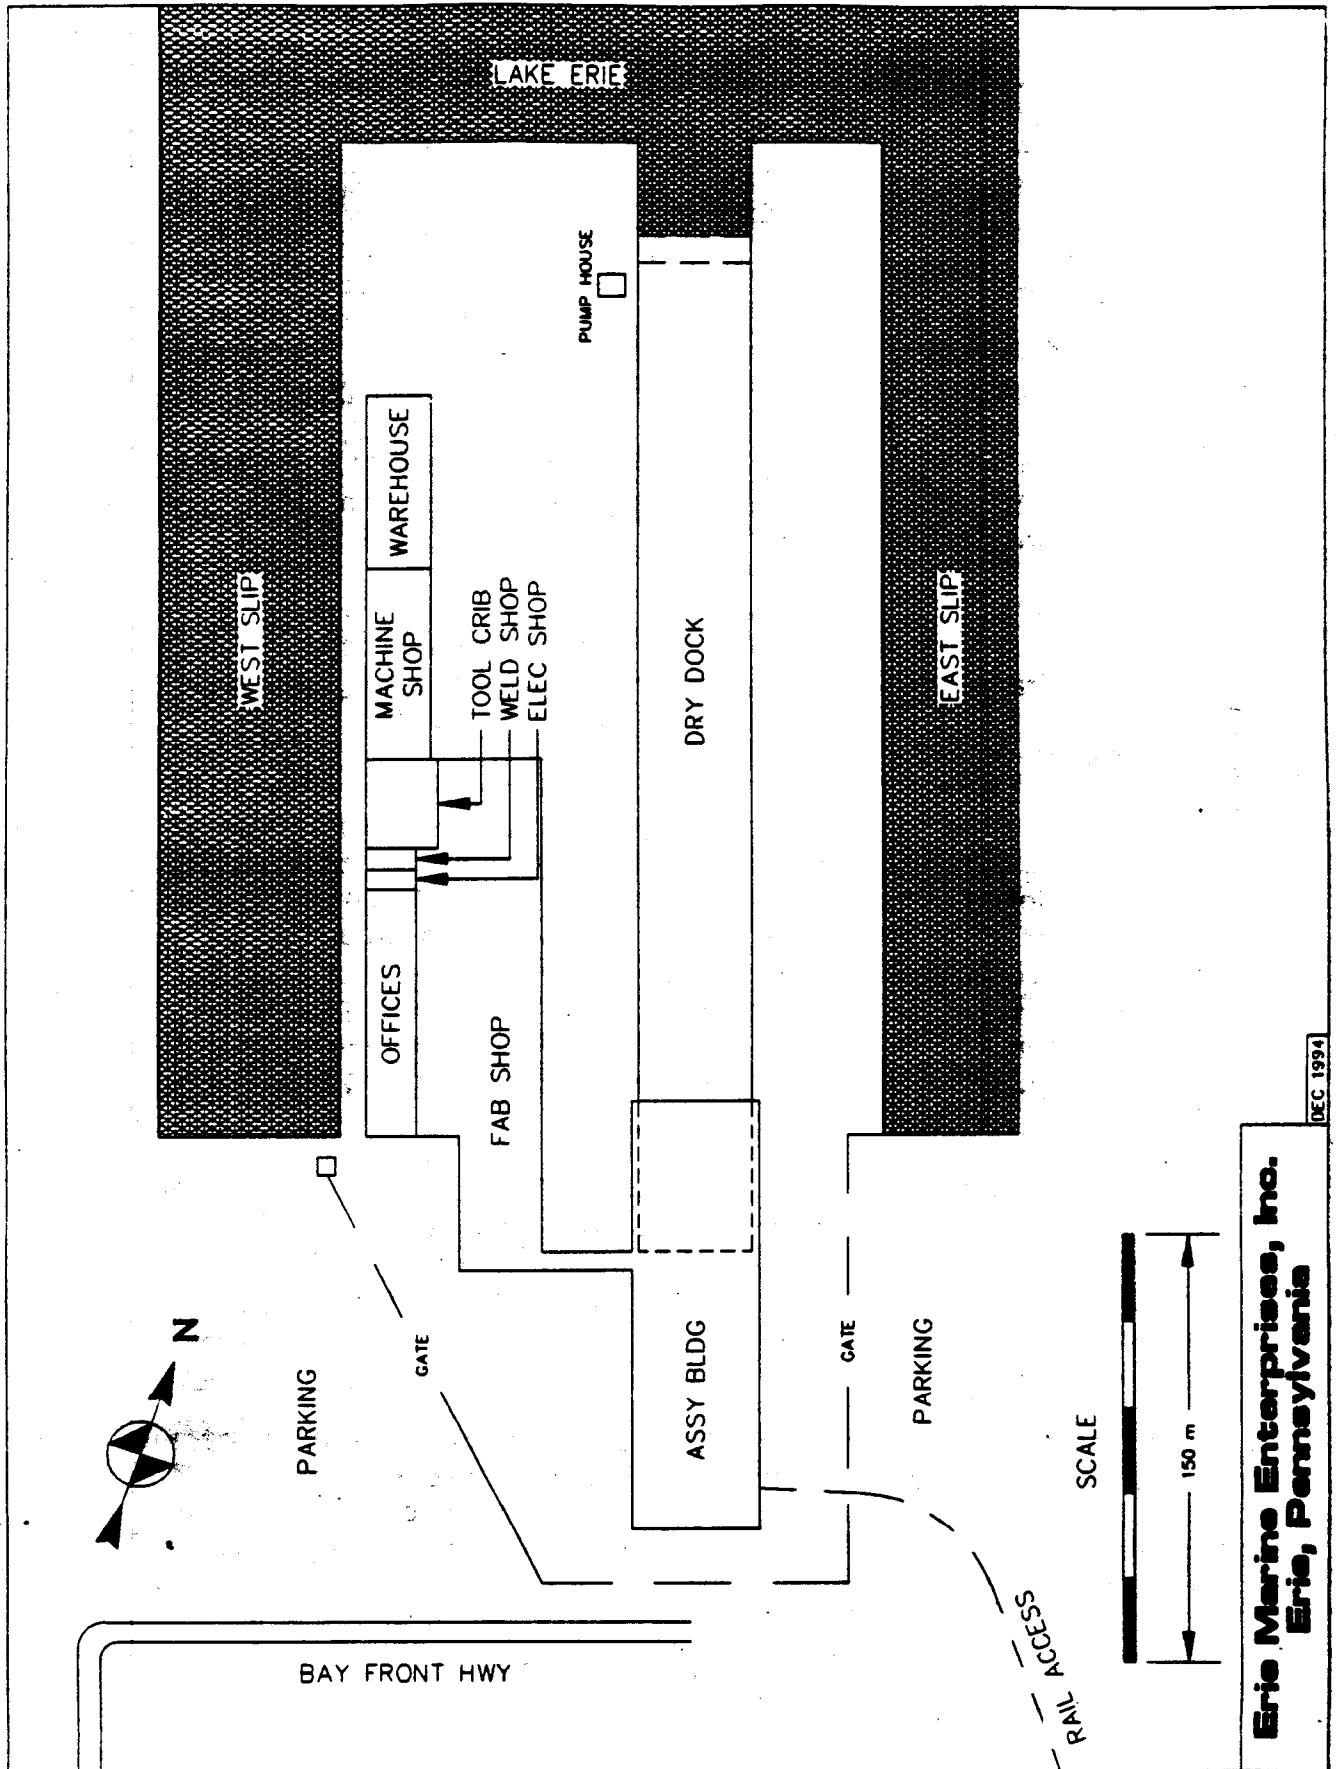 LAKE ERIE
WEST SLIP
EAST SLIP
PUMP HOUSE
WAREHOUSE
MACHINE
SHOP
TOOL CRIB
WELD SHOP
ELEC SHOP
DRY DOCK
OFFICES
FAB SHOP
ASSY BLDG
GATE
GATE
PARKING
PARKING
N
BAY FRONT HWY
RAIL ACCESS
SCALE
150 m
DEC 1994
Erie Marine Enterprises, Inc.
Erie, Pennsylvania